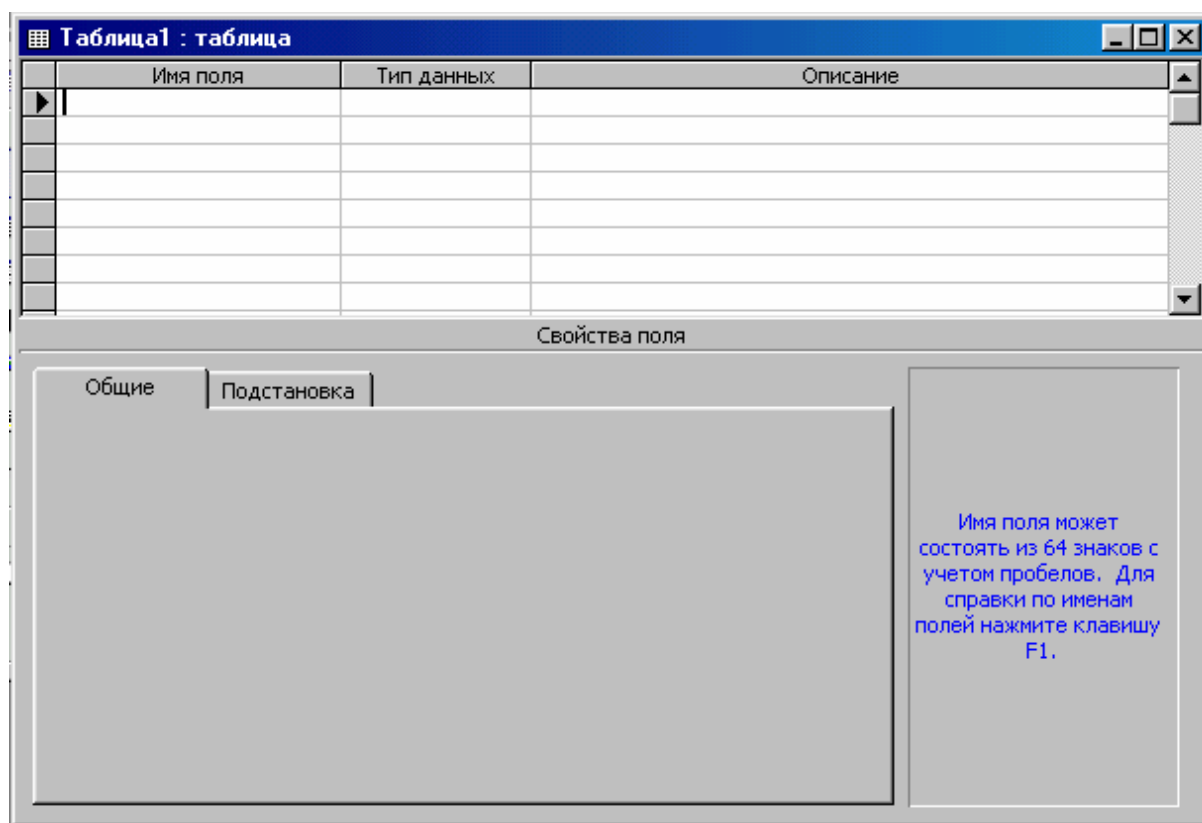 Таблица1 : таблица
Имя поля Тип данных Описание
Свойства поля
Общие Подстановка
Имя поля может
состоять из 64 знаков с
учетом пробелов. Для
справки по именам
полей нажмите клавишу
F1.